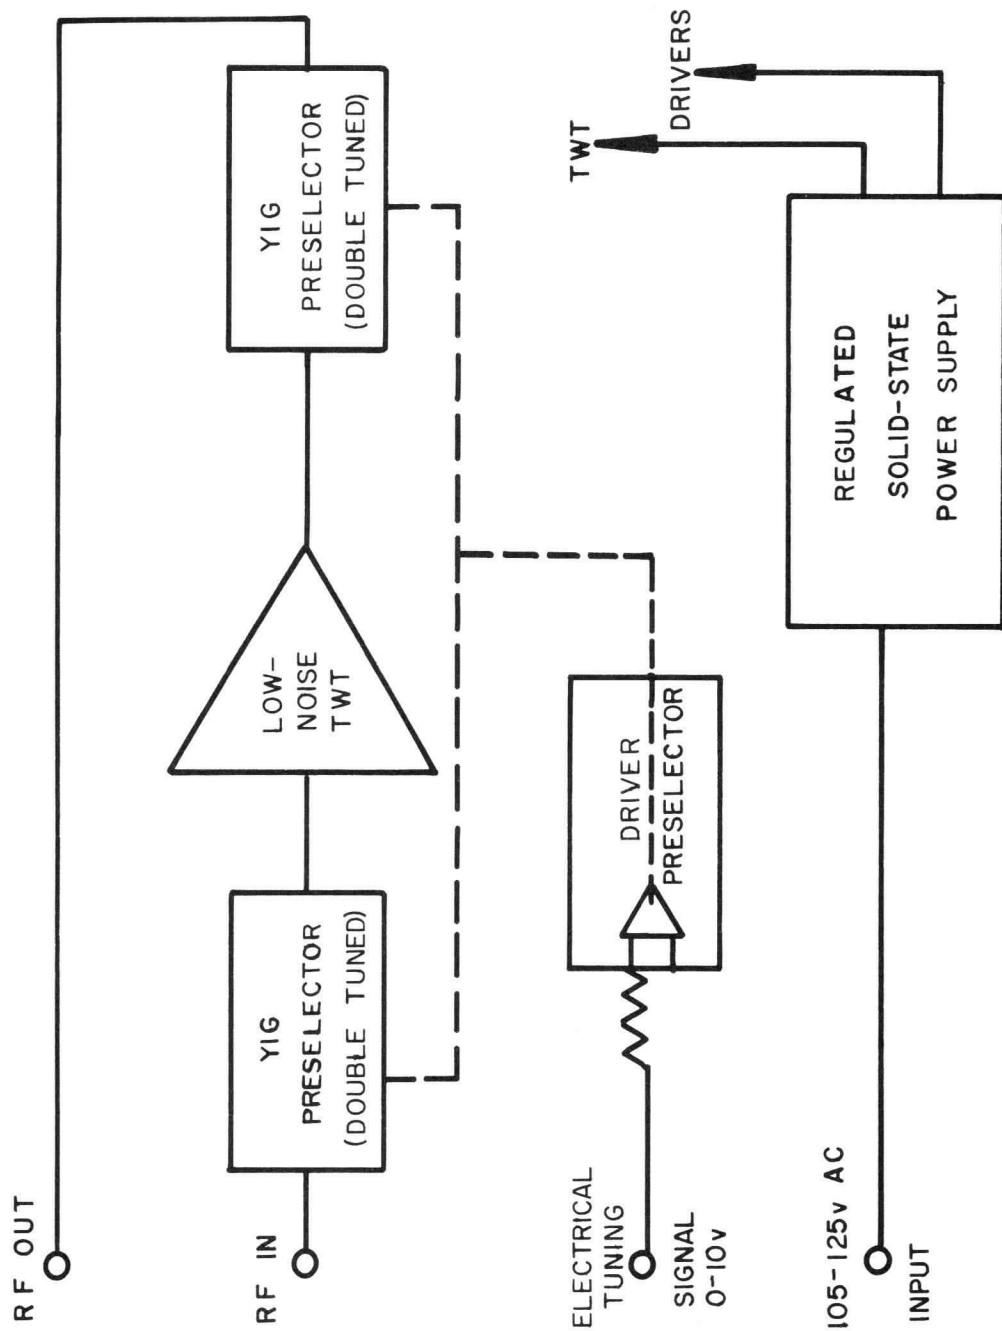 RF OUT
RF IN
YIG
PRESELECTOR
(DOUBLE TUNED)
LOW-
NOISE
TWT
YIG
PRESELECTOR
(DOUBLE TUNED)
ELECTRICAL
TUNING
SIGNAL
0-10v
DRIVER
PRESELECTOR
TWT
DRIVERS
105-125v AC
INPUT
REGULATED
SOLID-STATE
POWER SUPPLY